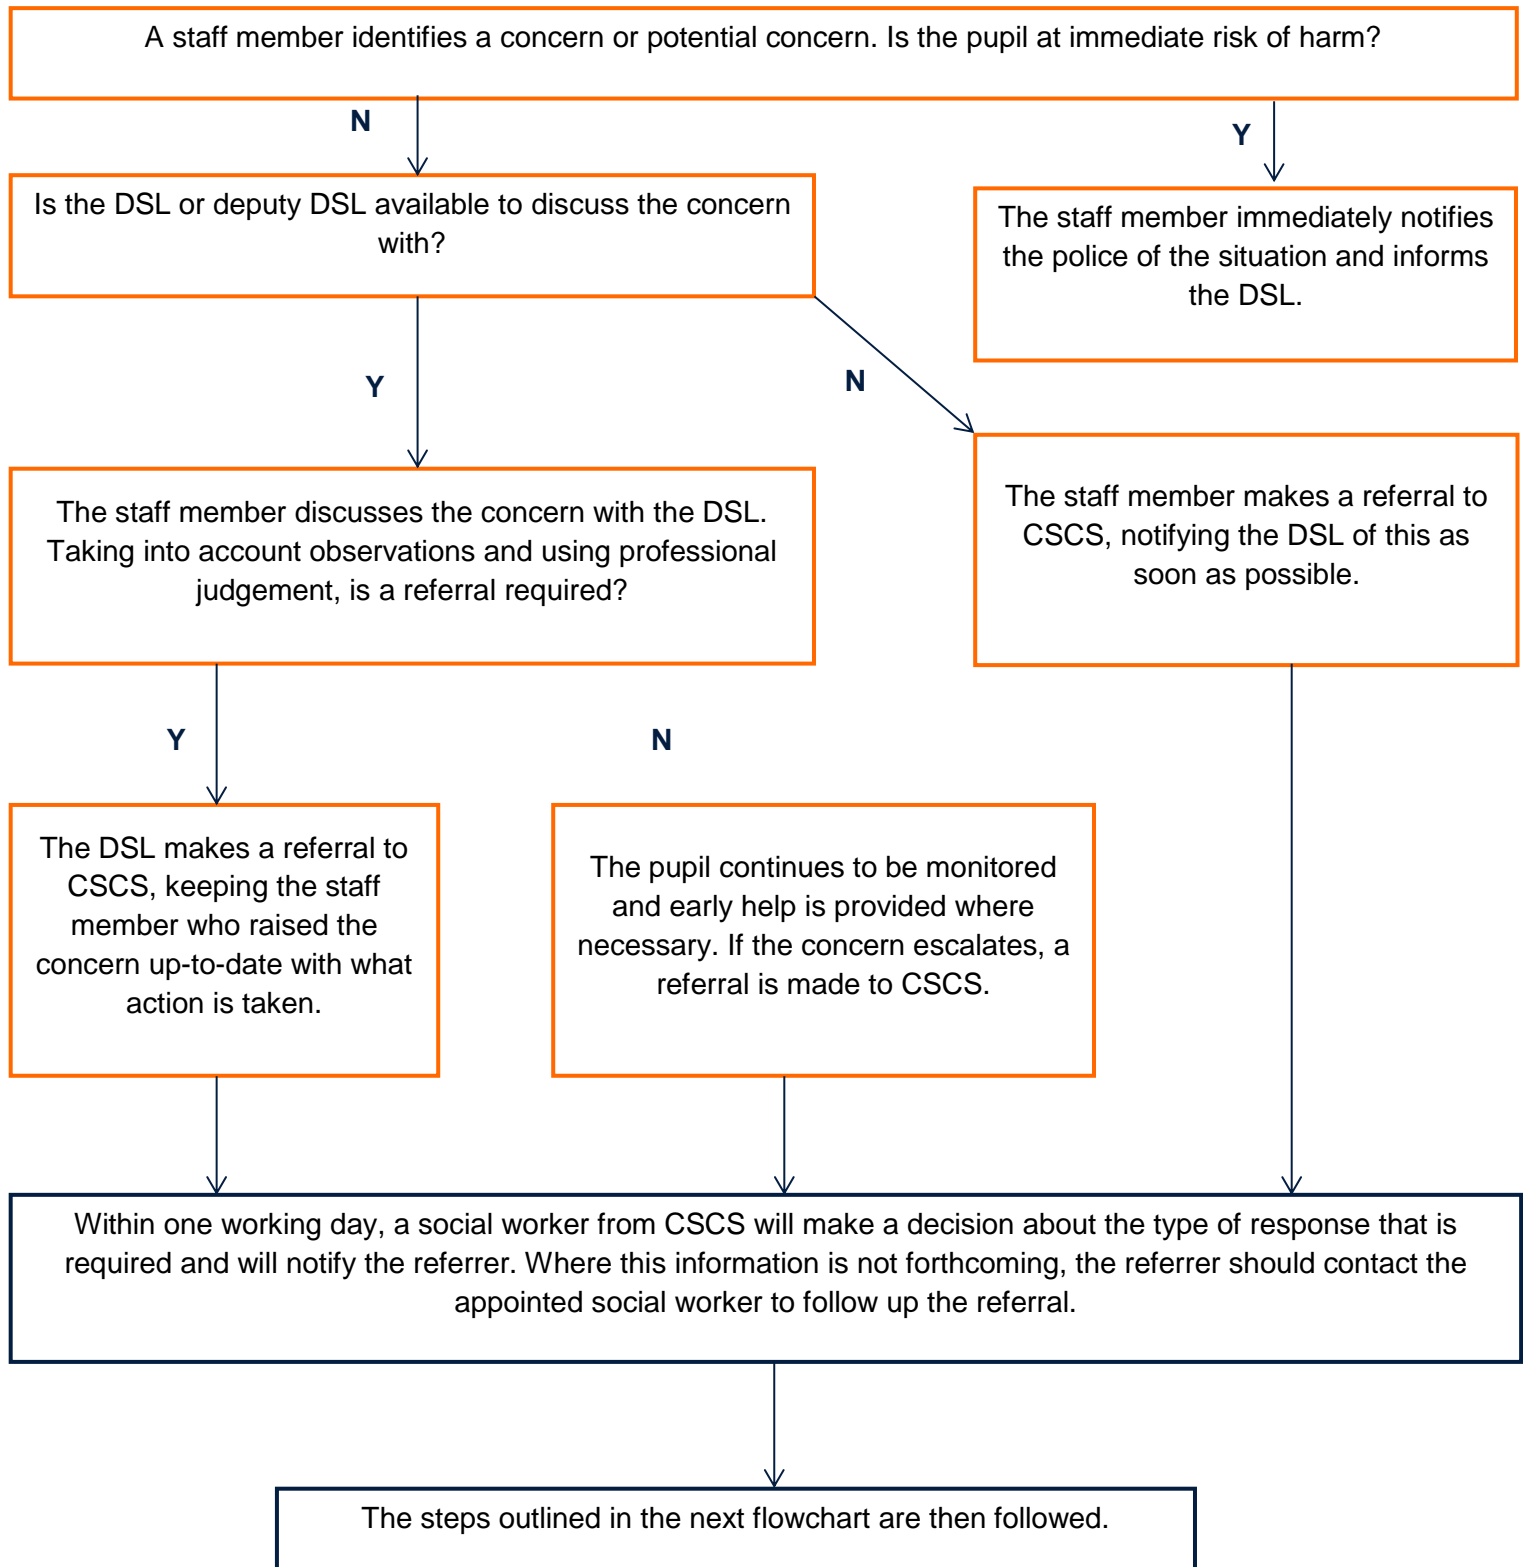 A staff member identifies a concern or potential concern. Is the pupil at immediate risk of harm?
N
Y
Is the DSL or deputy DSL available to discuss the concern
with?
The staff member immediately notifies
the police of the situation and informs
the DSL.
Y
N
The staff member discusses the concern with the DSL.
Taking into account observations and using professional
judgement, is a referral required?
The staff member makes a referral to
CSCS, notifying the DSL of this as
soon as possible.
Y
N
The DSL makes a referral to
CSCS, keeping the staff
member who raised the
concern up-to-date with what
action is taken.
The pupil continues to be monitored
and early help is provided where
necessary. If the concern escalates, a
referral is made to CSCS.
Within one working day, a social worker from CSCS will make a decision about the type of response that is
required and will notify the referrer. Where this information is not forthcoming, the referrer should contact the
appointed social worker to follow up the referral.
The steps outlined in the next flowchart are then followed.